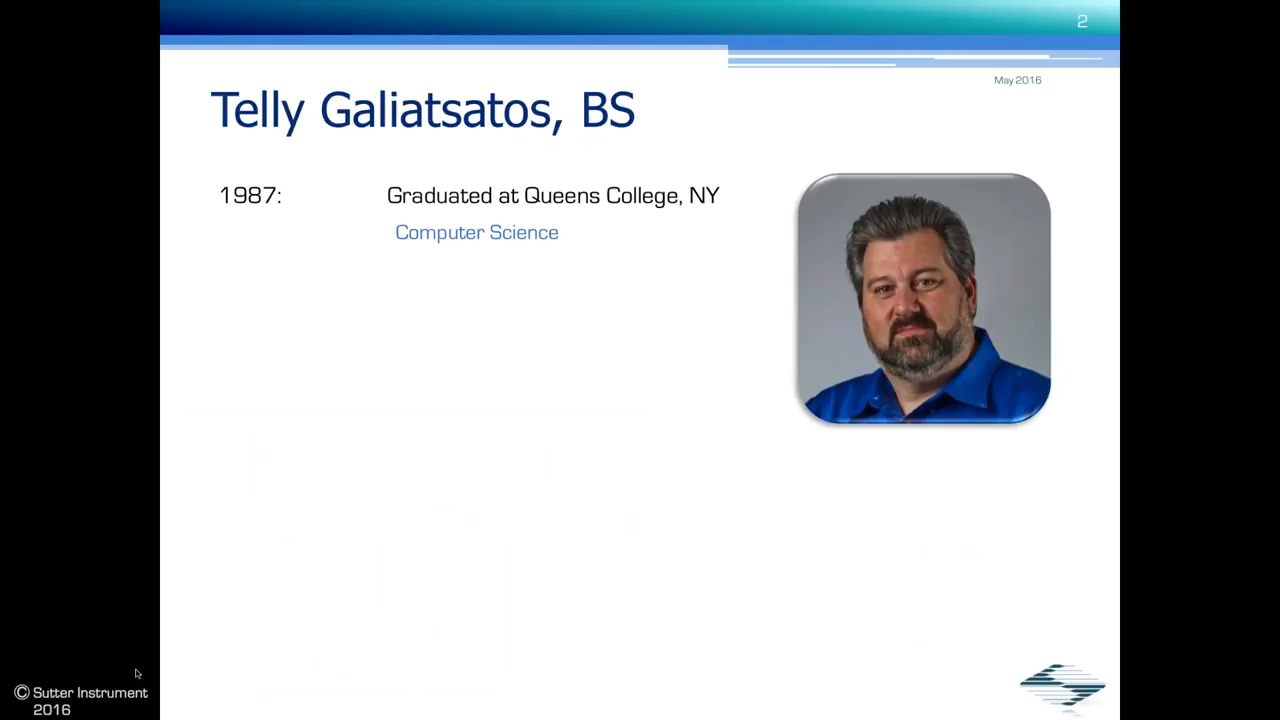 2
May 2016
Telly Galiatsatos, BS
1987: Graduated at Queens College, NY
Computer Science
© Sutter Instrument
2016